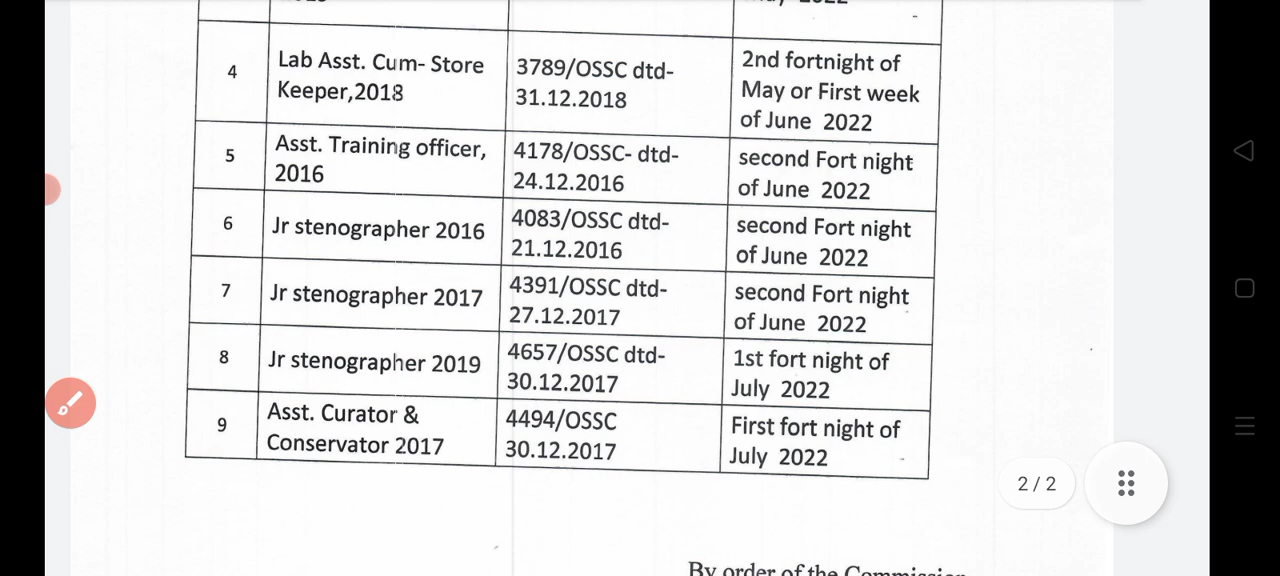 4
Lab Asst. Cum- Store
Keeper,2018
3789/OSSC dtd-
31.12.2018
2nd fortnight of
May or First week
of June 2022
5
Asst. Training officer,
2016
4178/OSSC- dtd-
24.12.2016
second Fort night
of June 2022
6
Jr stenographer 2016
4083/OSSC dtd-
21.12.2016
second Fort night
of June 2022
7
Jr stenographer 2017
4391/OSSC dtd-
27.12.2017
second Fort night
of June 2022
8
Jr stenographer 2019
4657/OSSC dtd-
30.12.2017
1st fort night of
July 2022
9
Asst. Curator &
Conservator 2017
4494/OSSC
30.12.2017
First fort night of
July 2022
2 / 2
By order of the Commission